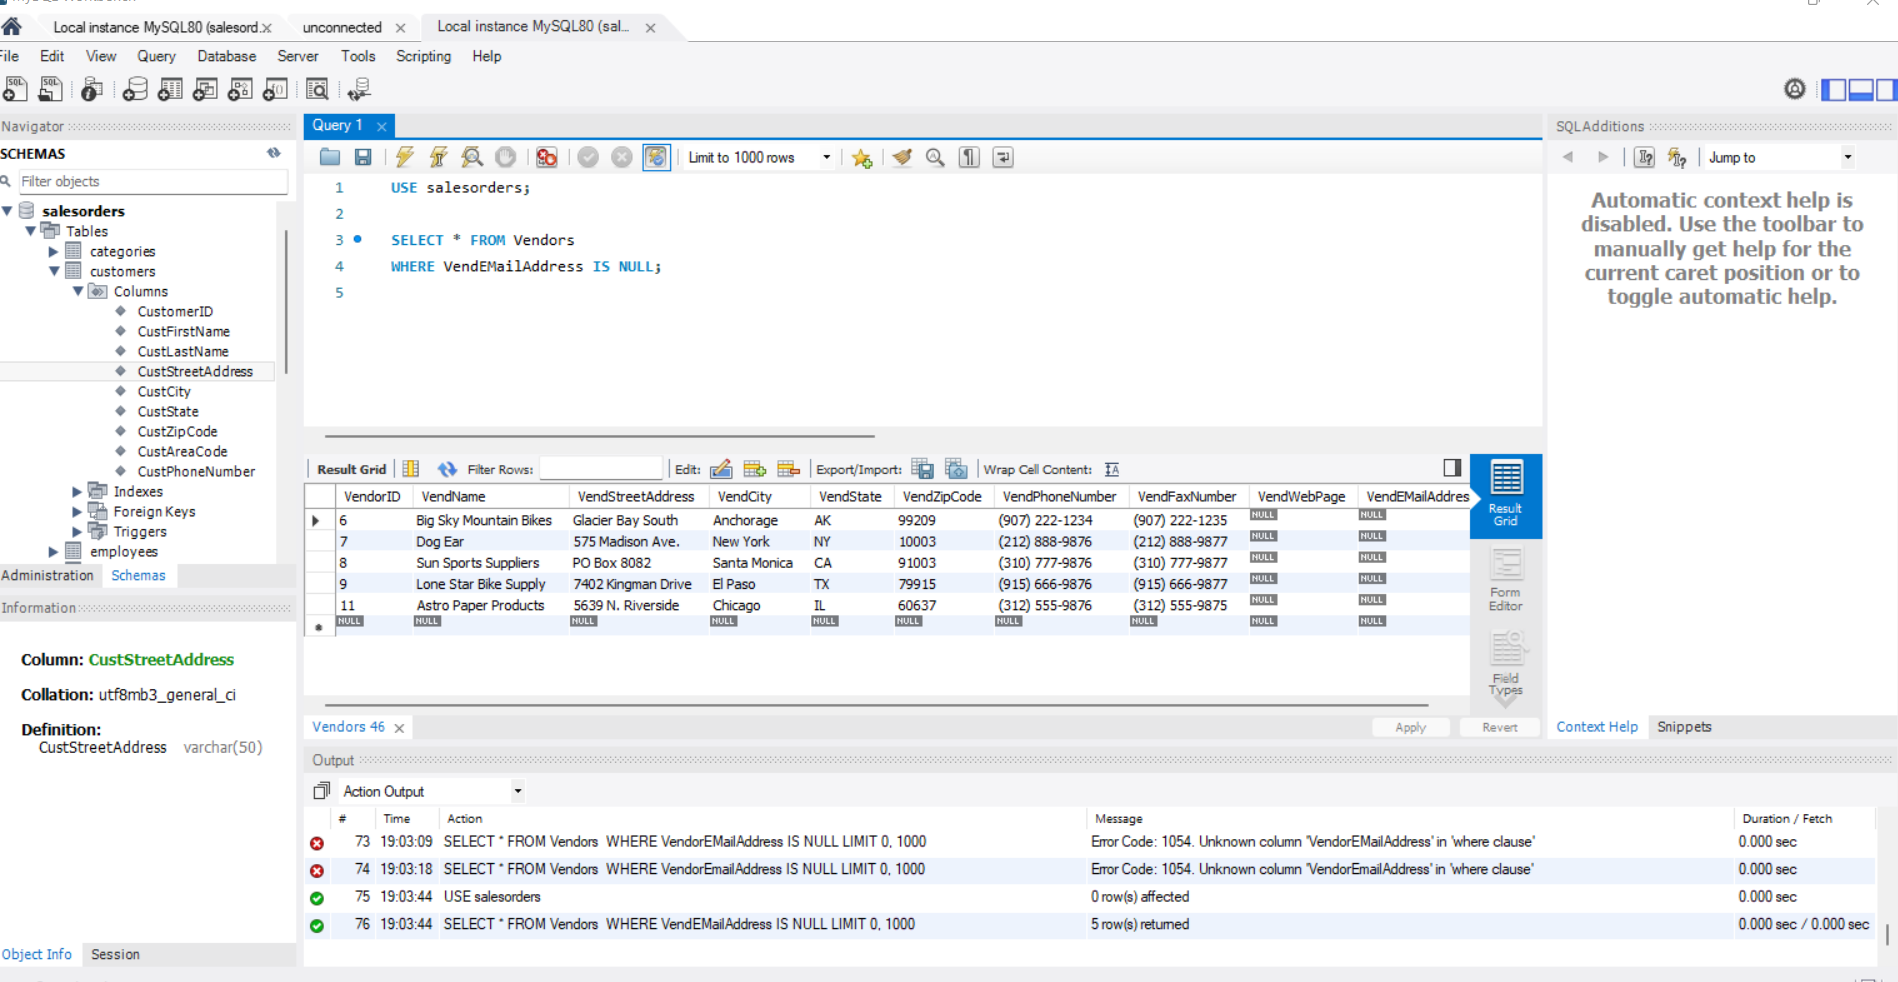 Local instance MySQL80 (salesord.x
unconnected ×
Local instance MySQL80 (sal... ×
File Edit View Query Database Server Tools Scripting Help
Navigator
SCHEMAS
Filter objects
salesorders
Tables
categories
customers
Columns
CustomerID
CustFirstName
CustLastName
CustStreetAddress
CustCity
CustState
CustZipCode
CustAreaCode
CustPhoneNumber
Indexes
Foreign Keys
Triggers
employees
Administration Schemas
Information
Column: CustStreetAddress
Collation: utf8mb3_general_ci
Definition:
CustStreetAddress varchar(50)
Object Info Session
Query 1 ×
Limit to 1000 rows
1 USE salesorders;
2
3 SELECT * FROM Vendors
4 WHERE VendEMailAddress IS NULL;
5
Result Grid Filter Rows: Edit: Export/Import: Wrap Cell Content:
VendorID VendName VendStreetAddress VendCity VendState VendZipCode VendPhoneNumber VendFaxNumber VendWebPage VendEMailAddres
6 Big Sky Mountain Bikes Glacier Bay South Anchorage AK 99209 (907) 222-1234 (907) 222-1235 NULL NULL
7 Dog Ear 575 Madison Ave. New York NY 10003 (212) 888-9876 (212) 888-9877 NULL NULL
8 Sun Sports Suppliers PO Box 8082 Santa Monica CA 91003 (310) 777-9876 (310) 777-9877 NULL NULL
9 Lone Star Bike Supply 7402 Kingman Drive El Paso TX 79915 (915) 666-9876 (915) 666-9877 NULL NULL
11 Astro Paper Products 5639 N. Riverside Chicago IL 60637 (312) 555-9876 (312) 555-9875 NULL NULL
NULL NULL NULL NULL NULL NULL NULL NULL NULL NULL
Result
Grid
Form
Editor
Field
Types
Vendors 46 ×
Apply Revert
SQLAdditions
Jump to
Automatic context help is
disabled. Use the toolbar to
manually get help for the
current caret position or to
toggle automatic help.
Context Help Snippets
Output
Action Output
# Time Action Message Duration / Fetch
73 19:03:09 SELECT * FROM Vendors WHERE VendorEMailAddress IS NULL LIMIT 0, 1000 Error Code: 1054. Unknown column 'VendorEMailAddress' in 'where clause' 0.000 sec
74 19:03:18 SELECT * FROM Vendors WHERE VendorEmailAddress IS NULL LIMIT 0, 1000 Error Code: 1054. Unknown column 'VendorEmailAddress' in 'where clause' 0.000 sec
75 19:03:44 USE salesorders 0 row(s) affected 0.000 sec
76 19:03:44 SELECT * FROM Vendors WHERE VendEMailAddress IS NULL LIMIT 0, 1000 5 row(s) returned 0.000 sec / 0.000 sec